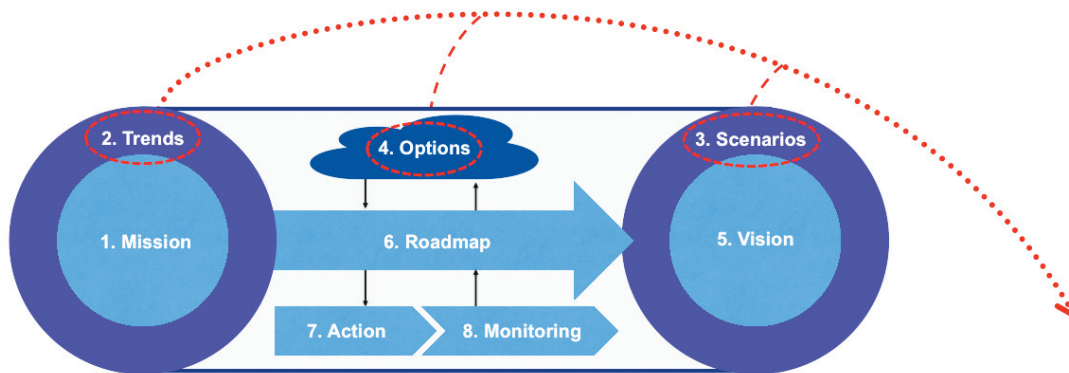 2. Trends
4. Options
3. Scenarios
1. Mission
6. Roadmap
5. Vision
7. Action
8. Monitoring